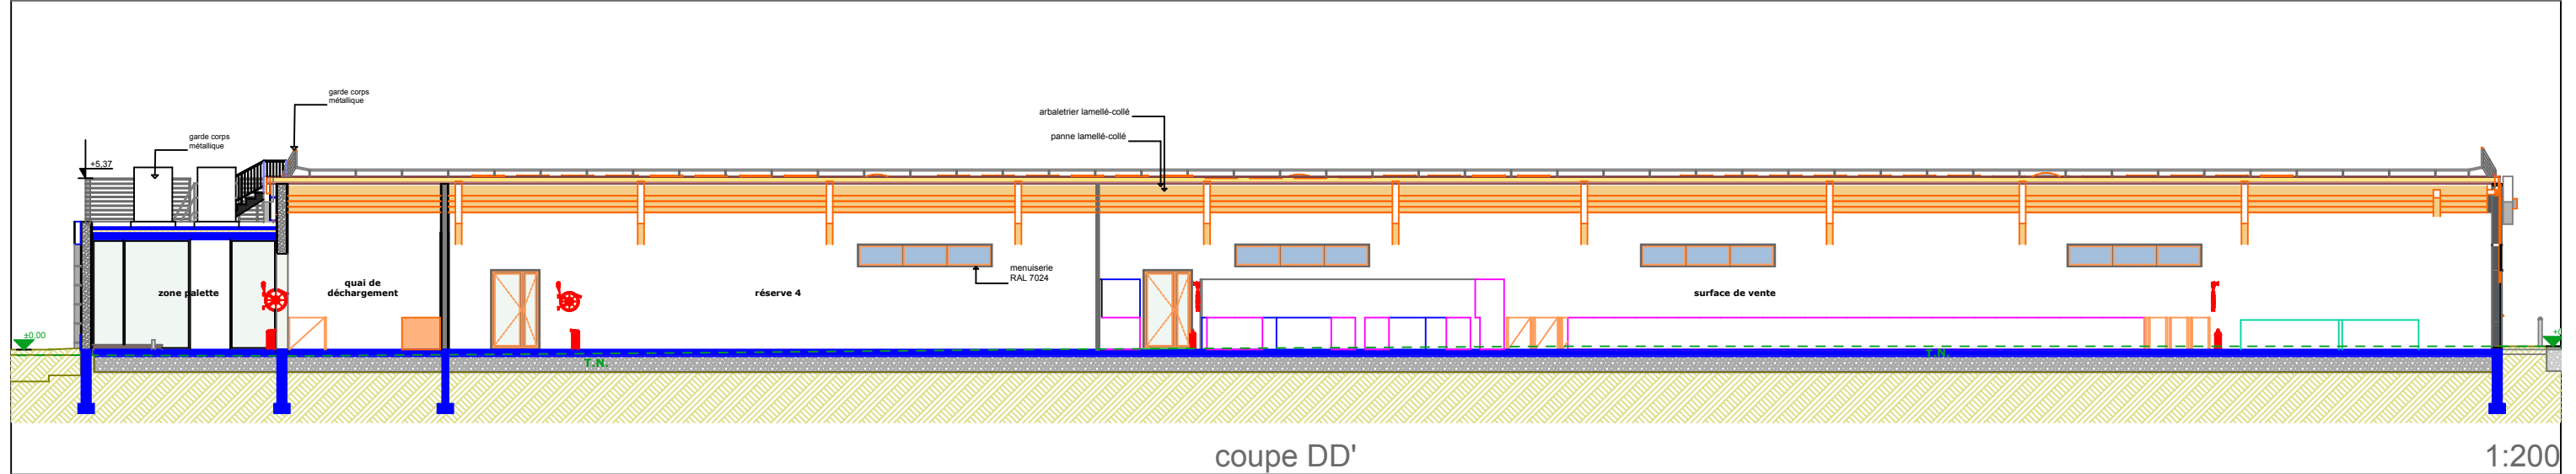 garde corps
métallique
garde corps
métallique
arbaletrier lamellé-collé
panne lamellé-collé
+5,37
menuiserie
RAL 7024
zone palette
quai de
déchargement
réserve 4
surface de vente
±0,00
T.N.
T.N.
coupe DD'
1:200